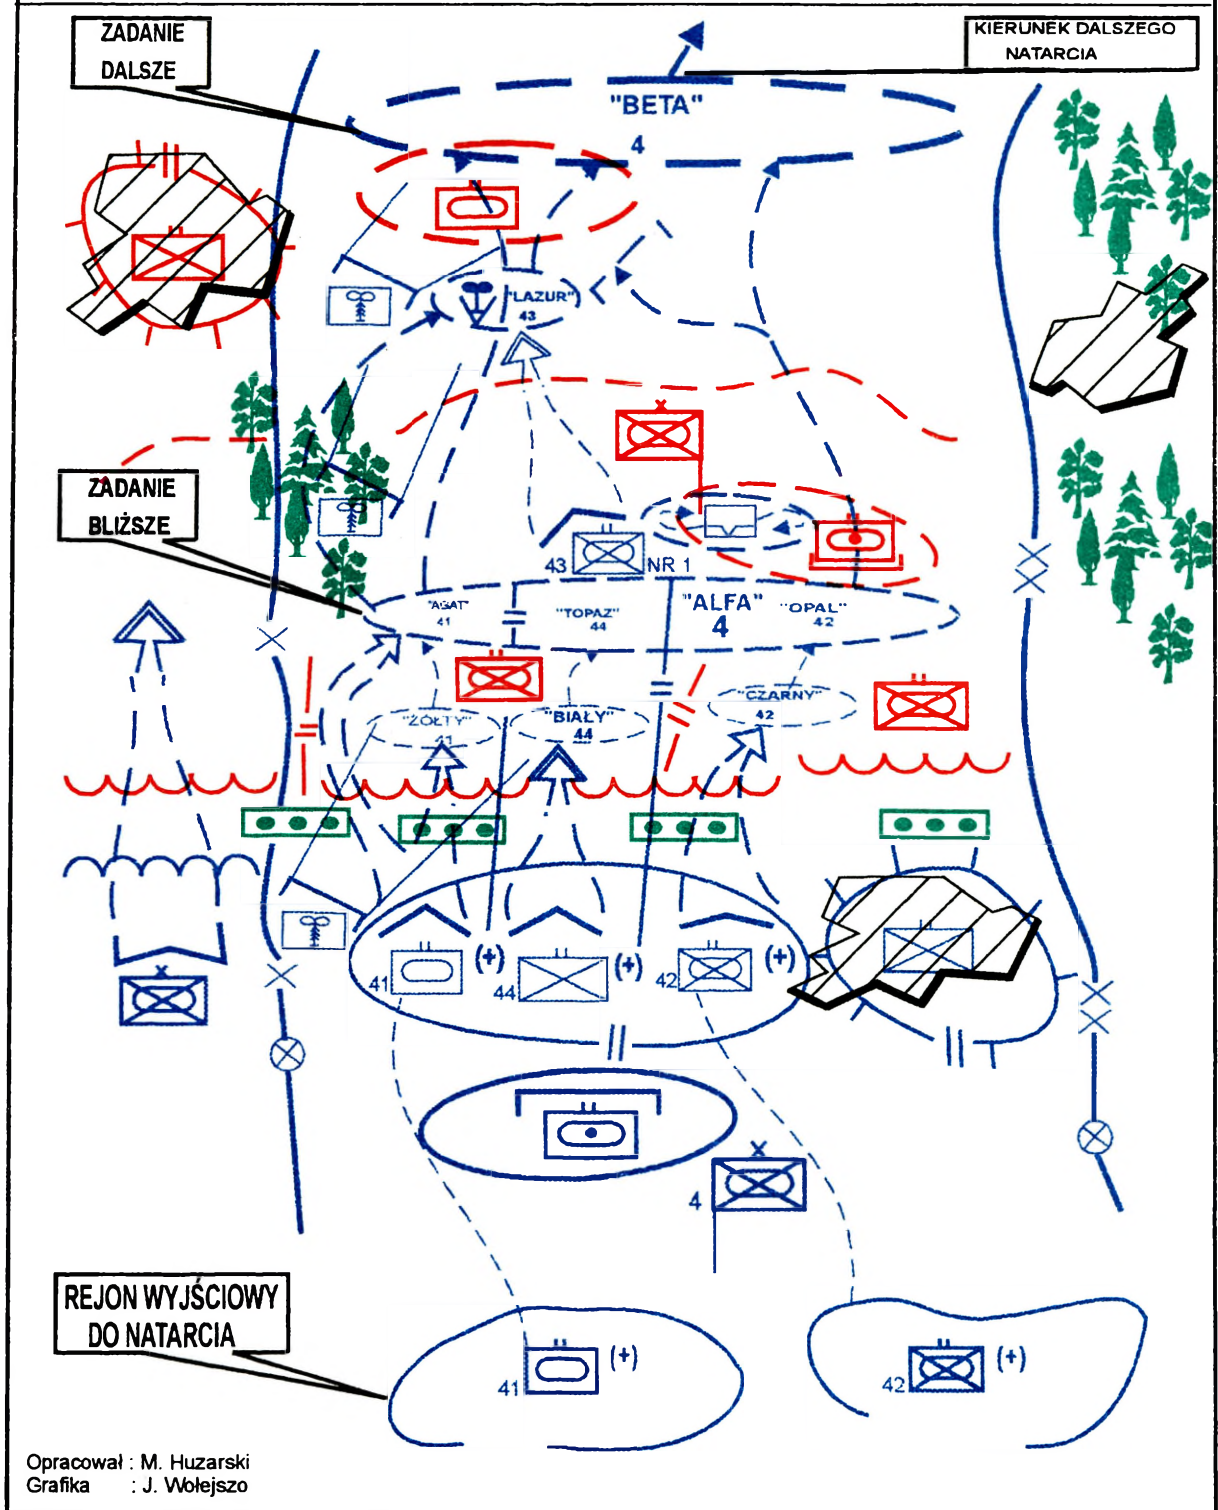 ZADANIE
DALSZE
KIERUNEK DALSZEGO
NATARCIA
"BETA"
4
"LAZUR"
43
ZADANIE
BLIŻSZE
43
NR 1
"AGAT"
41
"TOPAZ"
44
"ALFA"
4
"OPAL"
42
"ŻÓŁTY"
41
"BIAŁY"
44
"CZARNY"
42
41
(+)
44
(+)
42
(+)
4
REJON WYJŚCIOWY
DO NATARCIA
41
(+)
42
(+)
Opracował : M. Huzarski
Grafika : J. Wołejszo